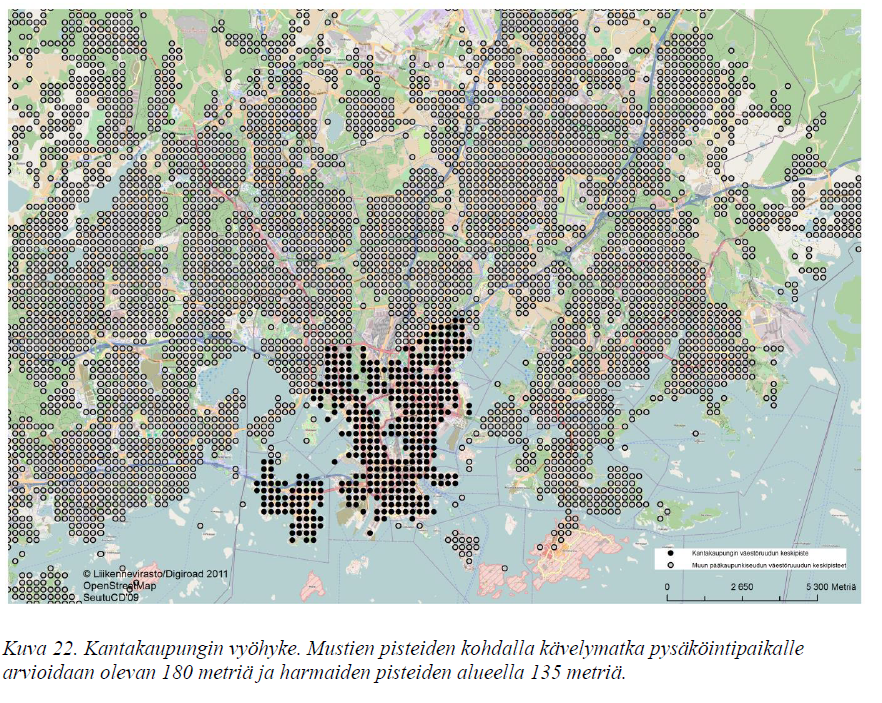 Kantakaupungin väestöruudun keskipiste
Muun pääkaupunkiseudun väestöruudun keskipisteet
© Liikennevirasto/Digiroad 2011
OpenStreetMap
SeutuCD'09
0 2 650 5 300 Metriä
Kuva 22. Kantakaupungin vyöhyke. Mustien pisteiden kohdalla kävelymatka pysäköintipaikalle
arvioidaan olevan 180 metriä ja harmaiden pisteiden alueella 135 metriä.